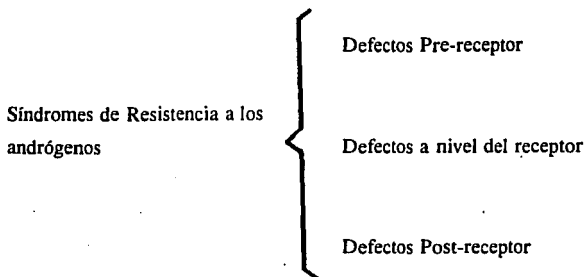 Defectos Pre-receptor
Síndromes de Resistencia a los
andrógenos
Defectos a nivel del receptor
Defectos Post-receptor